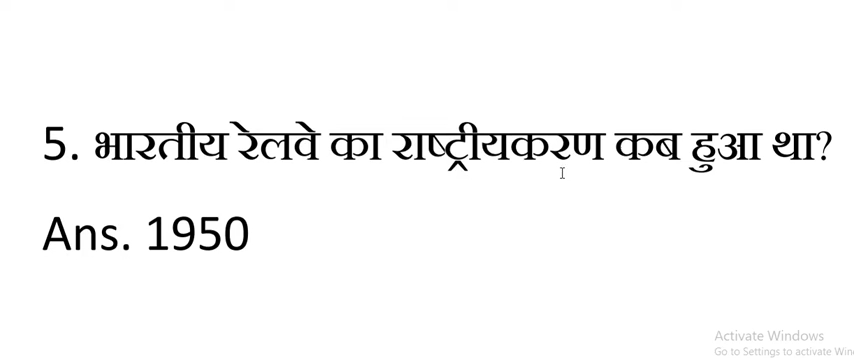 5. भारतीय रेलवे का राष्ट्रीयकरण कब हुआ था?
Ans. 1950
Activate Windows
Go to Settings to activate Win